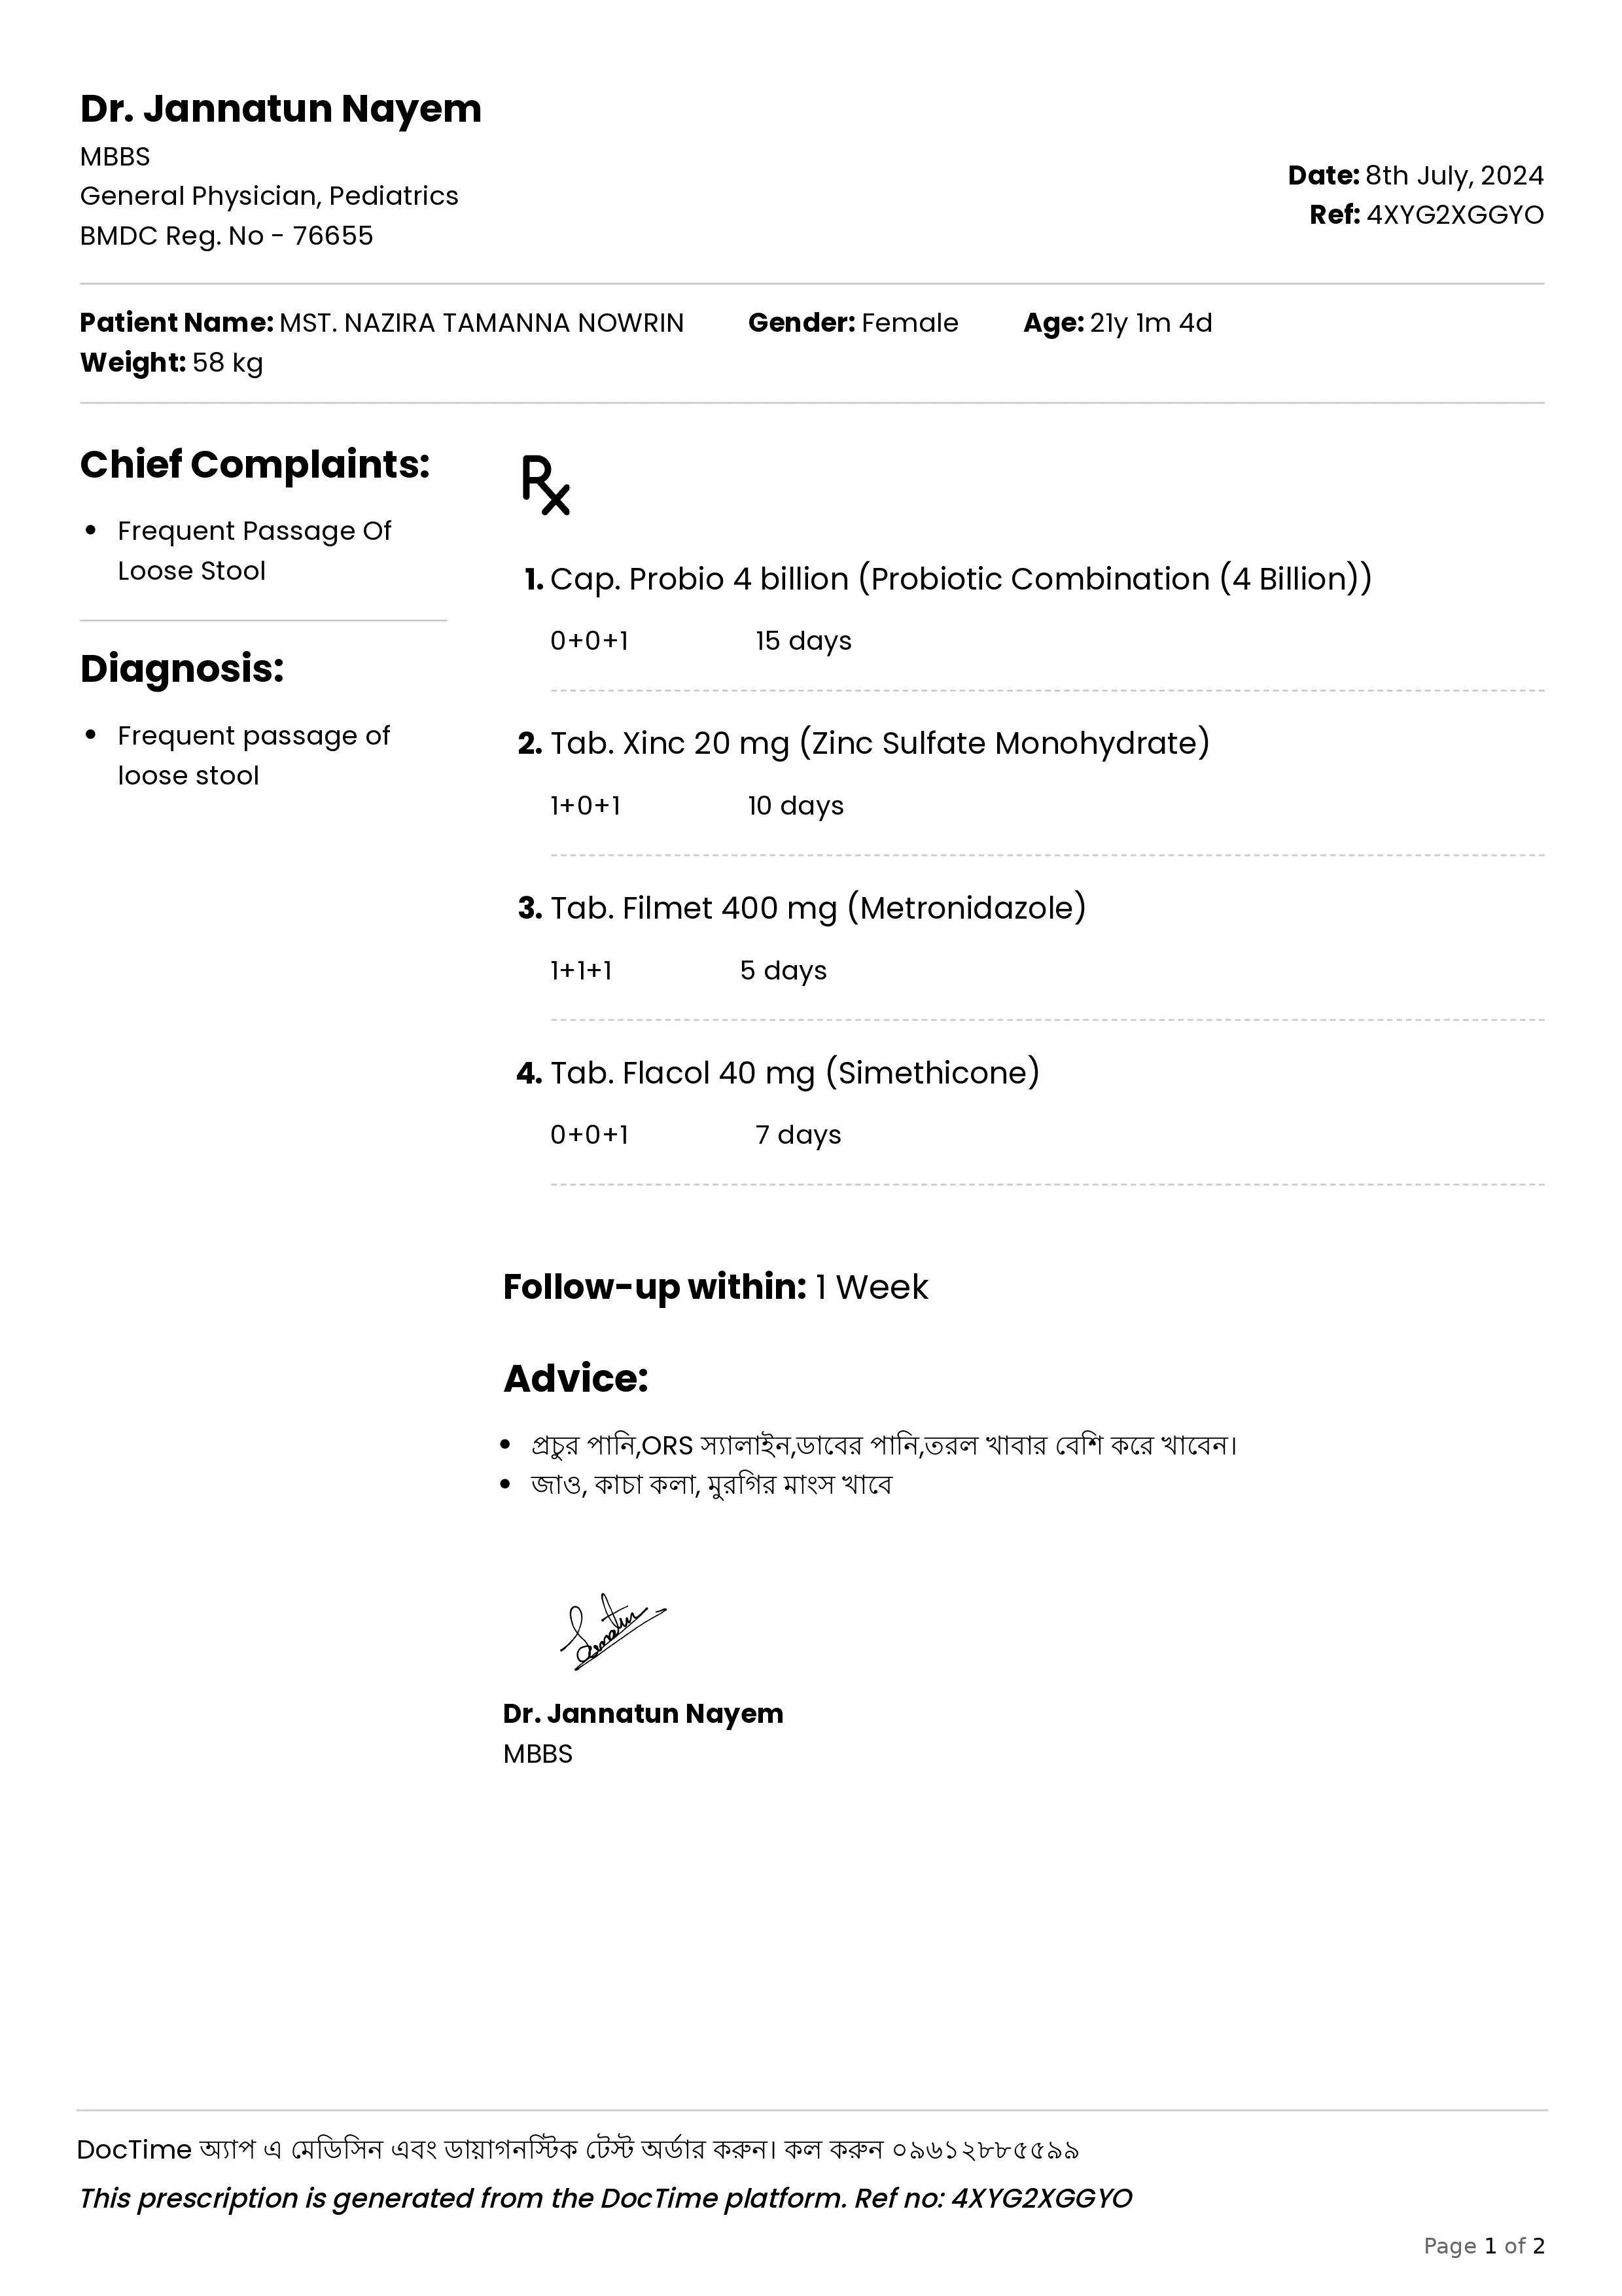 Dr. Jannatun Nayem
MBBS
General Physician, Pediatrics
BMDC Reg. No - 76655
Date: 8th July, 2024
Ref: 4XYG2XGGYO
Patient Name: MST. NAZIRA TAMANNA NOWRIN Gender: Female Age: 21y 1m 4d
Weight: 58 kg
Chief Complaints:
• Frequent Passage Of
Loose Stool
Diagnosis:
• Frequent passage of
loose stool
Rx
1. Cap. Probio 4 billion (Probiotic Combination (4 Billion))
0+0+1 15 days
2. Tab. Xinc 20 mg (Zinc Sulfate Monohydrate)
1+0+1 10 days
3. Tab. Filmet 400 mg (Metronidazole)
1+1+1 5 days
4. Tab. Flacol 40 mg (Simethicone)
0+0+1 7 days
Follow-up within: 1 Week
Advice:
• প্রচুর পানি,ORS স্যালাইন,ডাবের পানি,তরল খাবার বেশি করে খাবেন।
• জাও, কাচা কলা, মুরগির মাংস খাবে
Jannatun
Dr. Jannatun Nayem
MBBS
DocTime অ্যাপ এ মেডিসিন এবং ডায়াগনস্টিক টেস্ট অর্ডার করুন। কল করুন ০৯৬১২৮৮৫৫৯৯
This prescription is generated from the DocTime platform. Ref no: 4XYG2XGGYO
Page 1 of 2